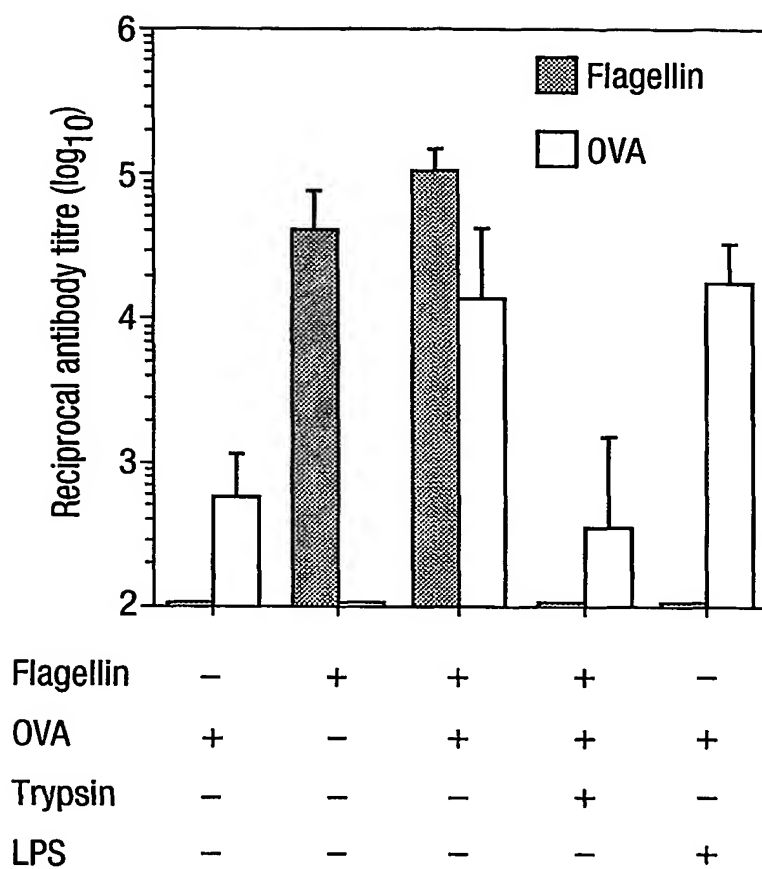 6
Flagellin
OVA
5
4
3
2
Reciprocal antibody titre (log10)
Flagellin − + + + −
OVA + − + + +
Trypsin − − − + −
LPS − − − − +